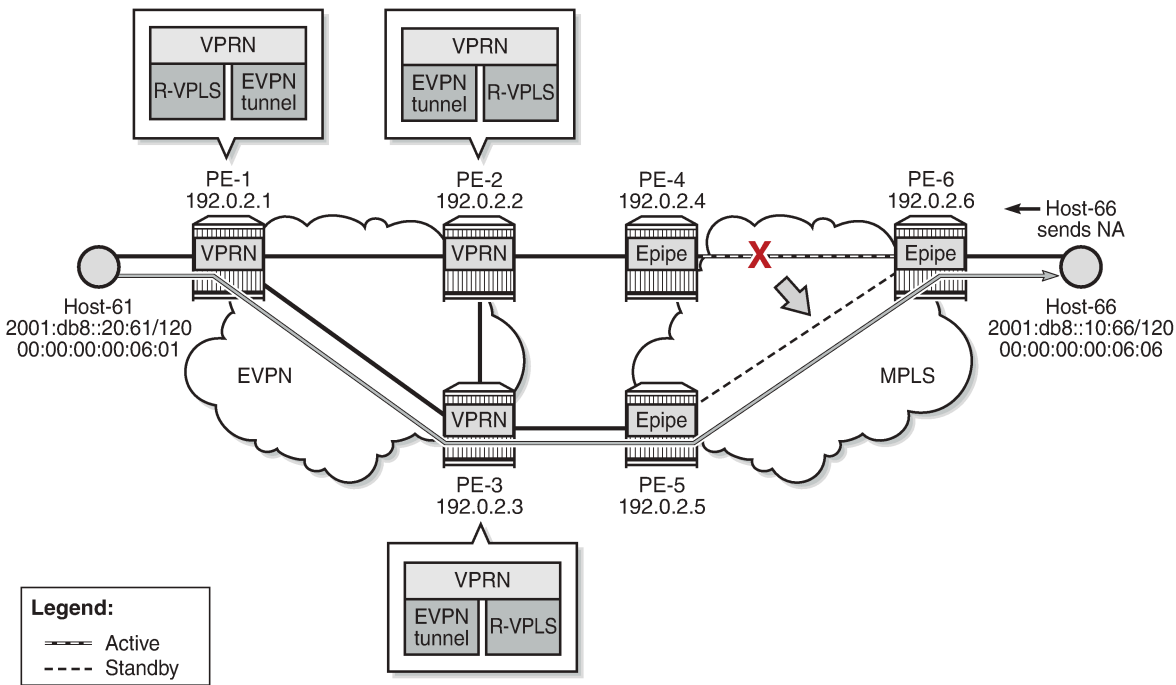 VPRN
R-VPLS
EVPN
tunnel
VPRN
EVPN
tunnel
R-VPLS
PE-1
192.0.2.1
PE-2
192.0.2.2
PE-4
192.0.2.4
PE-6
192.0.2.6
Host-66
sends NA
VPRN
VPRN
Epipe
X
Epipe
Host-61
2001:db8::20:61/120
00:00:00:00:06:01
Host-66
2001:db8::10:66/120
00:00:00:00:06:06
EVPN
MPLS
VPRN
Epipe
PE-3
192.0.2.3
PE-5
192.0.2.5
VPRN
EVPN
tunnel
R-VPLS
Legend:
Active
Standby